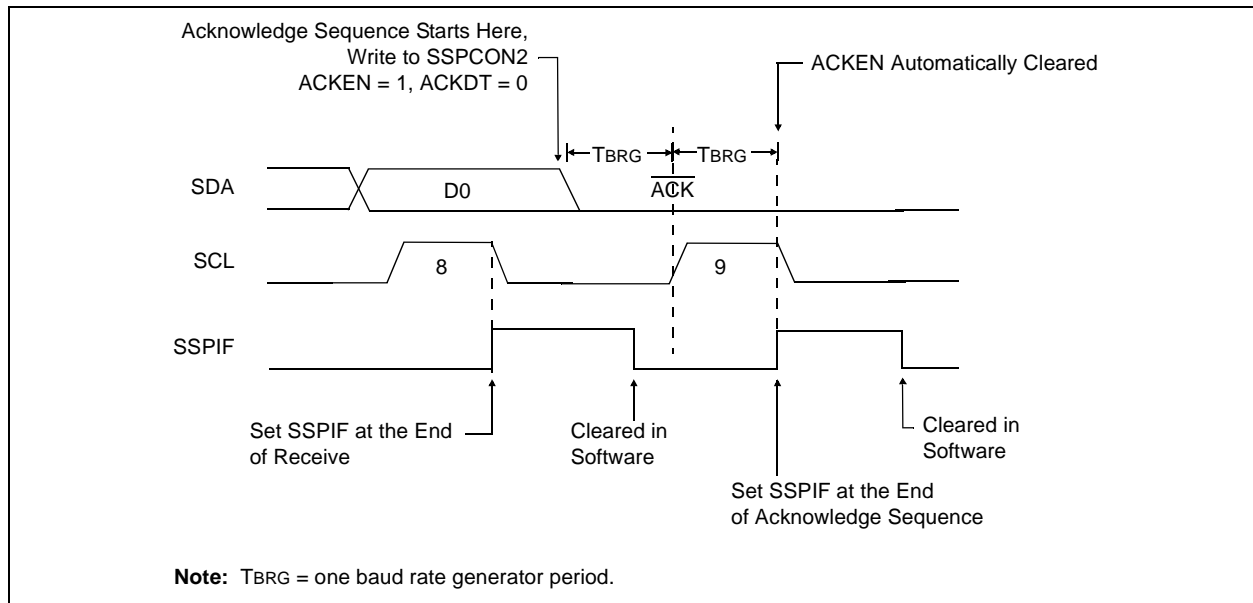 Acknowledge Sequence Starts Here,
Write to SSPCON2
ACKEN = 1, ACKDT = 0
ACKEN Automatically Cleared
TBRG
TBRG
SDA
D0
ACK
SCL
8
9
SSPIF
Set SSPIF at the End
of Receive
Cleared in
Software
Cleared in
Software
Set SSPIF at the End
of Acknowledge Sequence
Note: TBRG = one baud rate generator period.